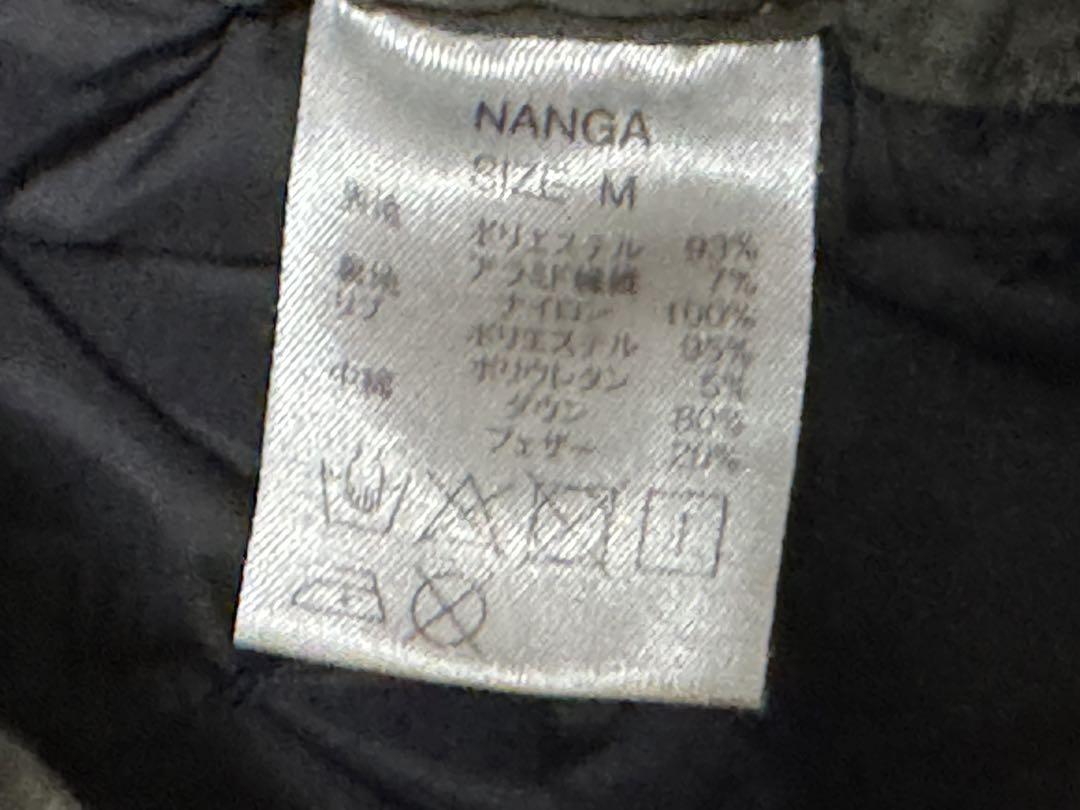 NANGA
SIZE M
表地 ポリエステル 93%
アラミド繊維 7%
裏地 ナイロン 100%
リブ ポリエステル 95%
ポリウレタン 5%
中綿 ダウン 80%
フェザー 20%